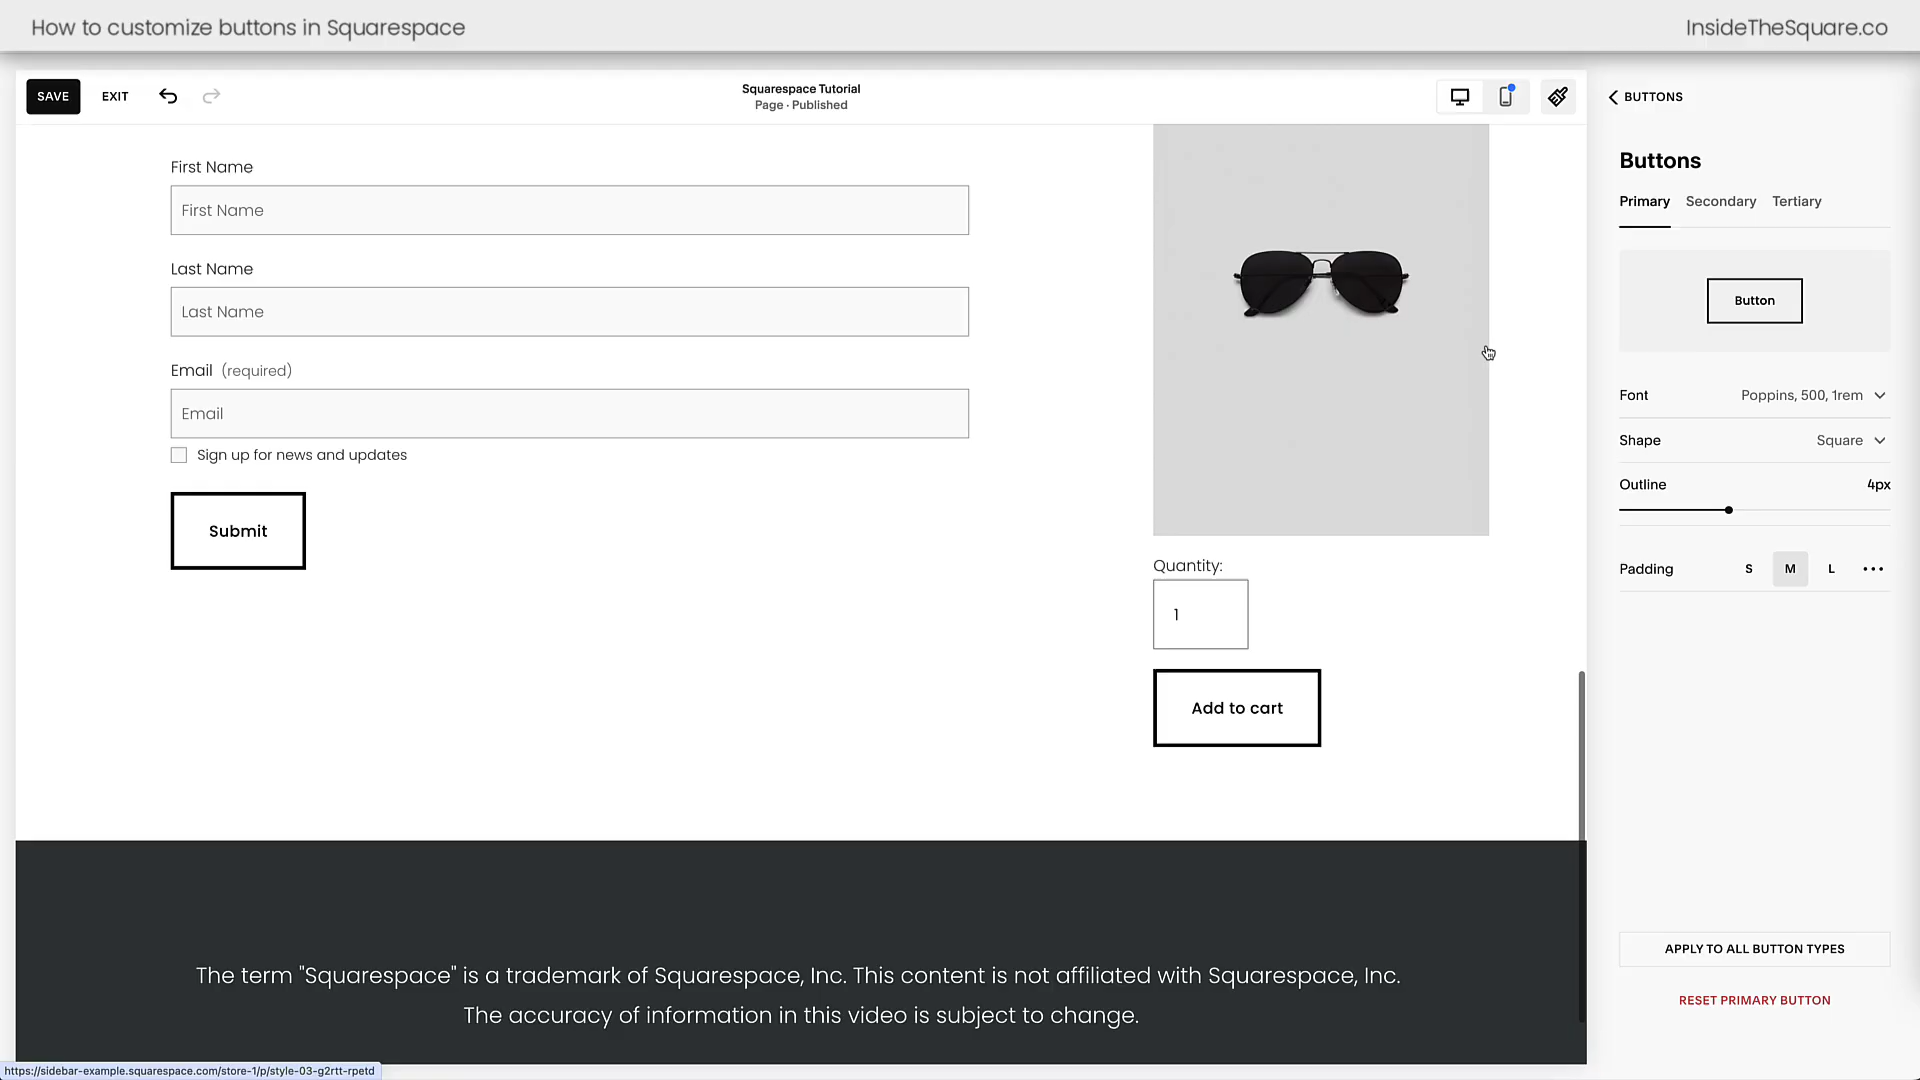 How to customize buttons in Squarespace
InsideTheSquare.co
SAVE
EXIT
Squarespace Tutorial
Page · Published
First Name
First Name
Last Name
Last Name
Email (required)
Email
Sign up for news and updates
Submit
Quantity:
1
Add to cart
The term "Squarespace" is a trademark of Squarespace, Inc. This content is not affiliated with Squarespace, Inc.
The accuracy of information in this video is subject to change.
https://sidebar-example.squarespace.com/store-1/p/style-03-g2rtt-rpetd
BUTTONS
Buttons
Primary Secondary Tertiary
Button
Font Poppins, 500, 1rem
Shape Square
Outline 4px
Padding S M L
APPLY TO ALL BUTTON TYPES
RESET PRIMARY BUTTON